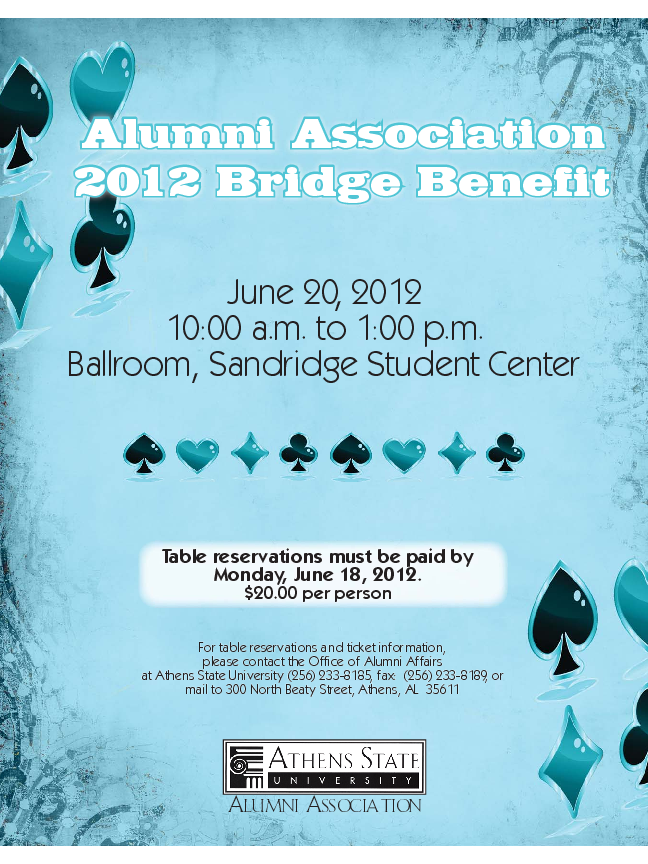 Alumni Association
2012 Bridge Benefit
June 20, 2012
10:00 a.m. to 1:00 p.m.
Ballroom, Sandridge Student Center
Table reservations must be paid by
Monday, June 18, 2012.
$20.00 per person
For table reservations and ticket information,
please contact the Office of Alumni Affairs
at Athens State University (256) 233-8185, fax: (256) 233-8189, or
mail to 300 North Beaty Street, Athens, AL 35611
ATHENS STATE
UNIVERSITY
ALUMNI ASSOCIATION